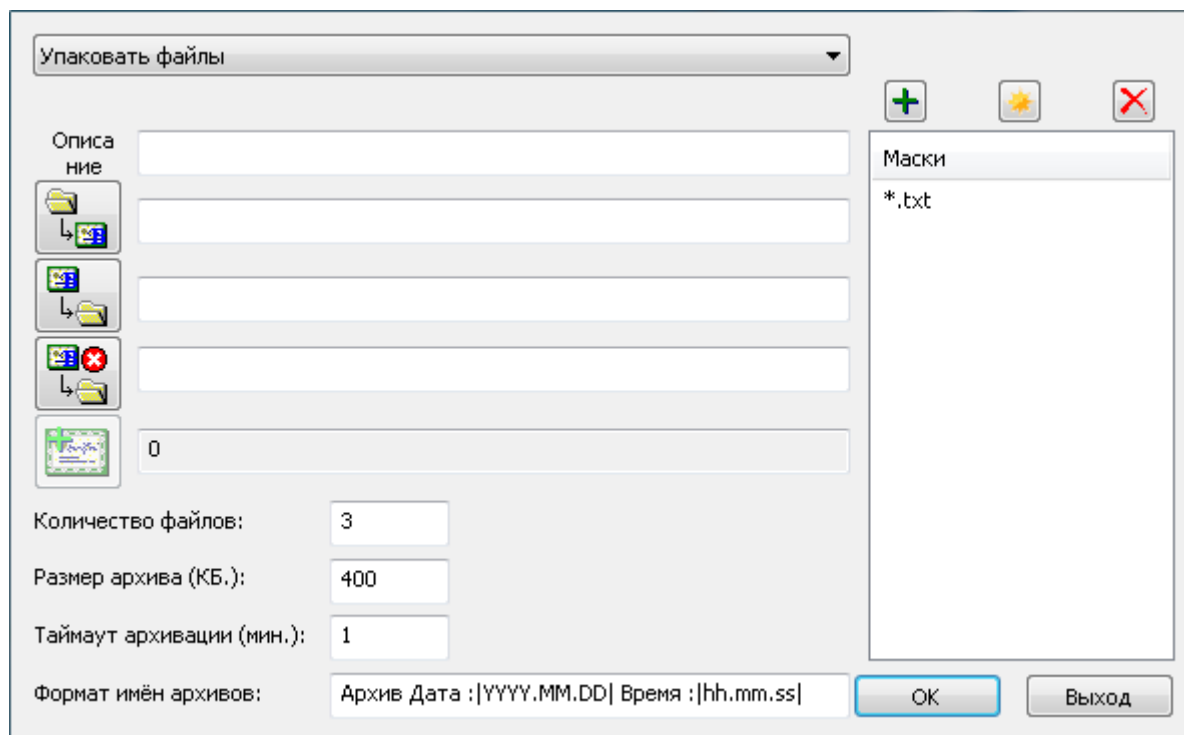 Упаковать файлы
Описа
ние
Маски
*.txt
0
Количество файлов:
3
Размер архива (КБ.):
400
Таймаут архивации (мин.):
1
Формат имён архивов:
Архив Дата :|YYYY.MM.DD| Время :|hh.mm.ss|
OK
Выход